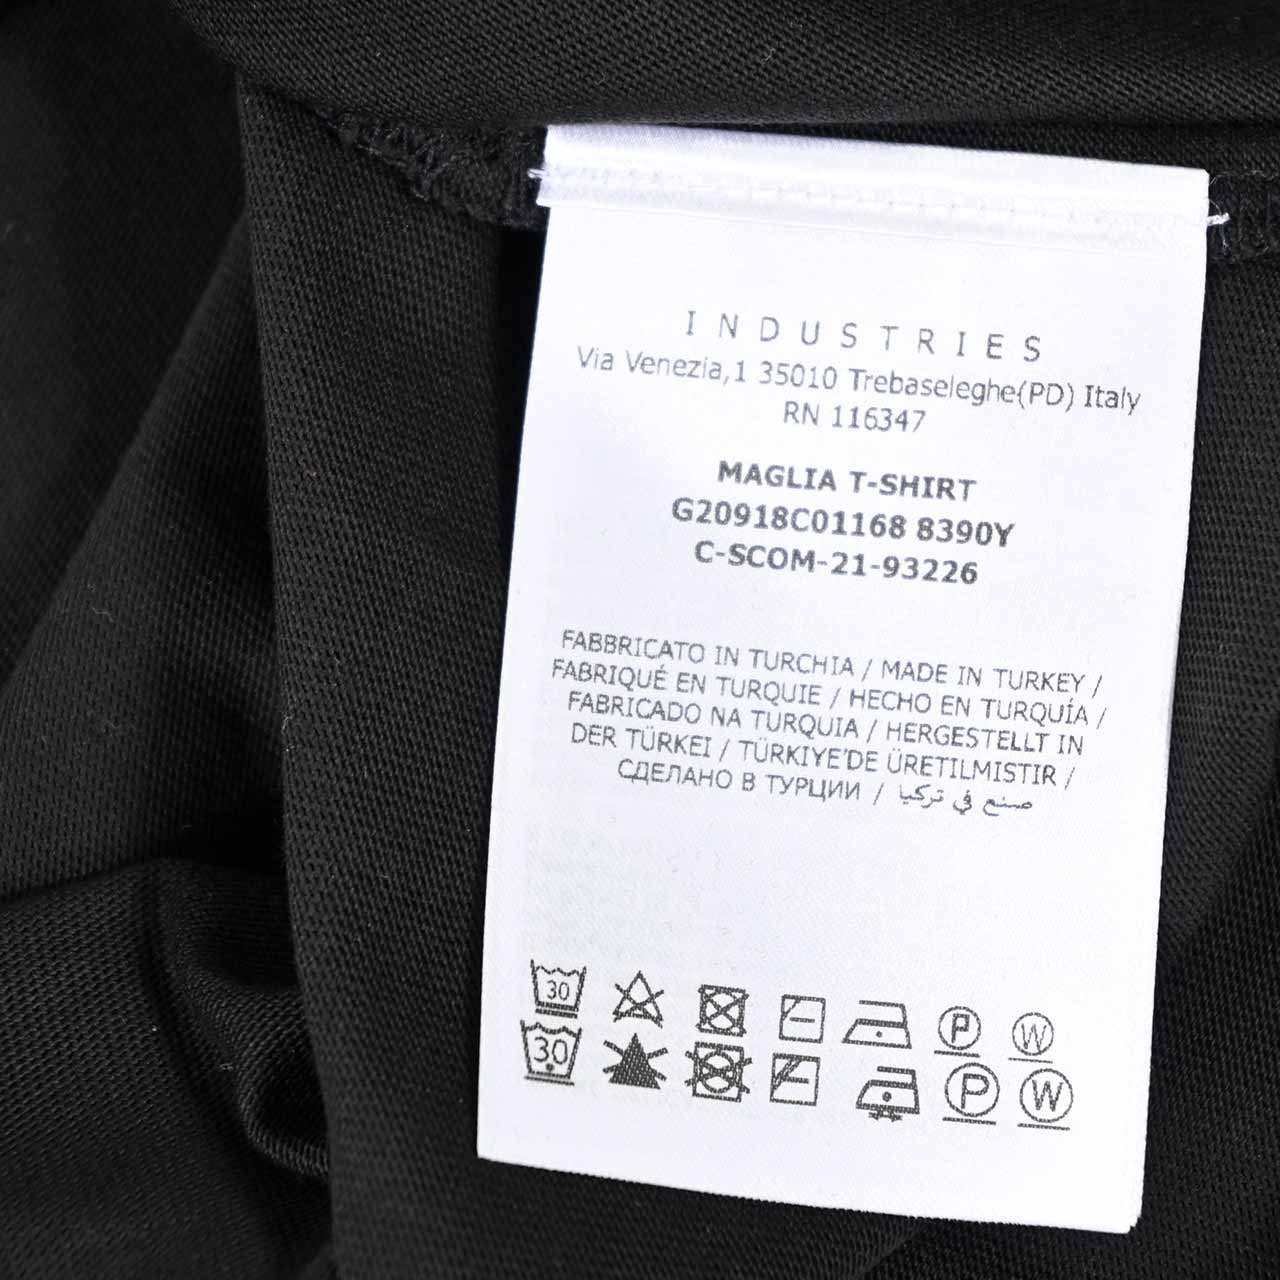 INDUSTRIES
Via Venezia,1 35010 Trebaseleghe(PD) Italy
RN 116347
MAGLIA T-SHIRT
G20918C01168 8390Y
C-SCOM-21-93226
FABBRICATO IN TURCHIA / MADE IN TURKEY /
FABRIQUÉ EN TURQUIE / HECHO EN TURQUÍA /
FABRICADO NA TURQUIA / HERGESTELLT IN
DER TÜRKEI / TÜRKIYE'DE ÜRETILMISTIR /
СДЕЛАНО В ТУРЦИИ / صنع في تركيا
30 P W
30 P W